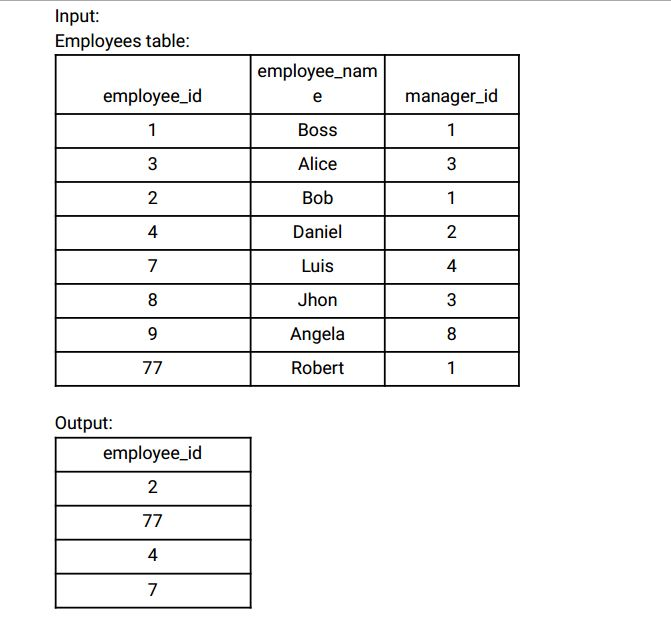 Input:
Employees table:
employee_id employee_nam
e manager_id
1 Boss 1
3 Alice 3
2 Bob 1
4 Daniel 2
7 Luis 4
8 Jhon 3
9 Angela 8
77 Robert 1
Output:
employee_id
2
77
4
7